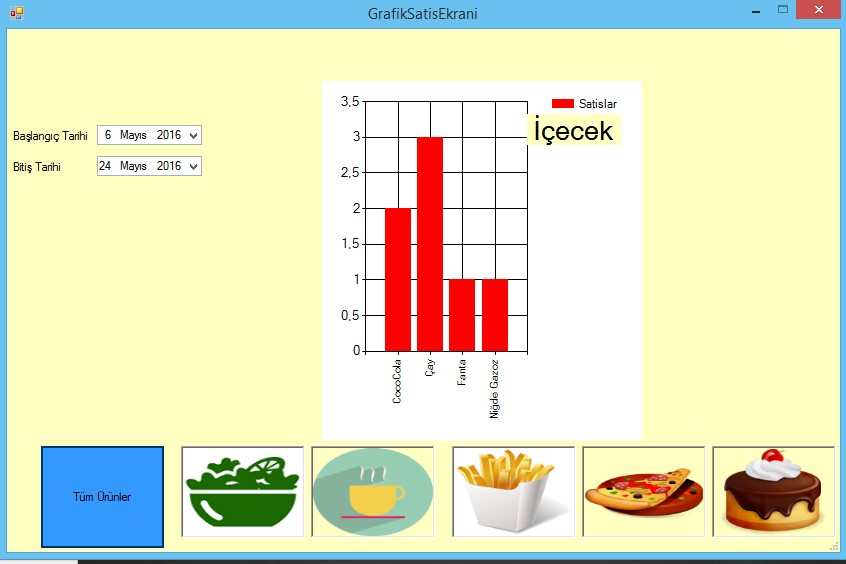 GrafikSatisEkrani
Başlangıç Tarihi 6 Mayıs 2016
Bitiş Tarihi 24 Mayıs 2016
3,5
3
2,5
2
1,5
1
0,5
0
CocoCola
Çay
Fanta
Niğde Gazoz
Satislar
İçecek
Tüm Ürünler